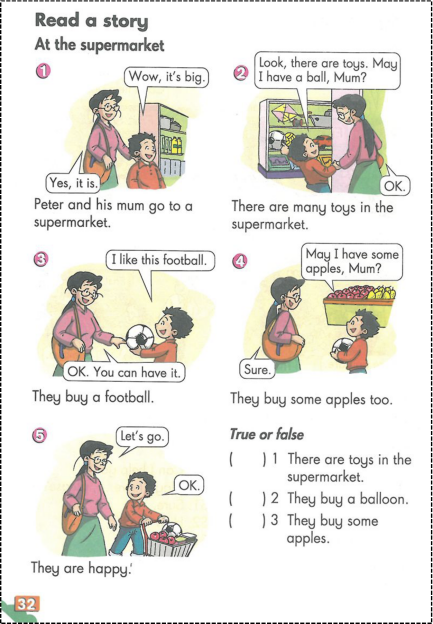 Read a story
At the supermarket
1
Wow, it's big.
Yes, it is.
Peter and his mum go to a
supermarket.
2
Look, there are toys. May
I have a ball, Mum?
OK.
There are many toys in the
supermarket.
3
I like this football.
OK. You can have it.
They buy a football.
4
May I have some
apples, Mum?
Sure.
They buy some apples too.
5
Let's go.
OK.
They are happy.
True or false
( ) 1 There are toys in the
supermarket.
( ) 2 They buy a balloon.
( ) 3 They buy some
apples.
32